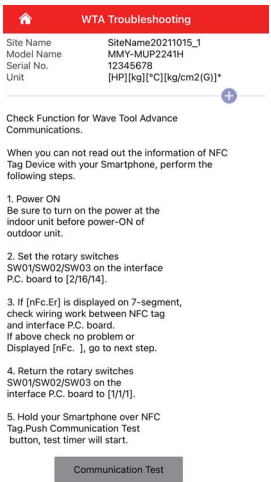 WTA Troubleshooting
Site Name SiteName20211015_1
Model Name MMY-MUP2241H
Serial No. 12345678
Unit [HP][kg][°C][kg/cm2(G)]*
Check Function for Wave Tool Advance
Communications.
When you can not read out the information of NFC
Tag Device with your Smartphone, perform the
following steps.
1. Power ON
Be sure to turn on the power at the
indoor unit before power-ON of
outdoor unit.
2. Set the rotary switches
SW01/SW02/SW03 on the interface
P.C. board to [2/16/14].
3. If [nFc.Er] is displayed on 7-segment,
check wiring work between NFC tag
and interface P.C. board.
If above check no problem or
Displayed [nFc. ], go to next step.
4. Return the rotary switches
SW01/SW02/SW03 on the
interface P.C. board to [1/1/1].
5. Hold your Smartphone over NFC
Tag.Push Communication Test
button, test timer will start.
Communication Test